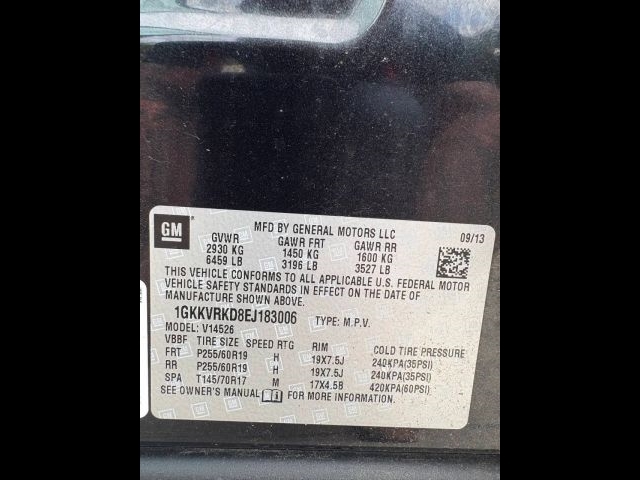 GM
MFD BY GENERAL MOTORS LLC 09/13
GVWR GAWR FRT GAWR RR
2930 KG 1450 KG 1600 KG
6459 LB 3196 LB 3527 LB
THIS VEHICLE CONFORMS TO ALL APPLICABLE U.S. FEDERAL MOTOR
VEHICLE SAFETY STANDARDS IN EFFECT ON THE DATE OF
MANUFACTURE SHOWN ABOVE.
1GKKVRKD8EJ183006 TYPE: M.P.V.
MODEL: V14526
VBBF TIRE SIZE SPEED RTG RIM COLD TIRE PRESSURE
FRT P255/60R19 H 19X7.5J 240KPA(35PSI)
RR P255/60R19 H 19X7.5J 240KPA(35PSI)
SPA T145/70R17 M 17X4.5B 420KPA(60PSI)
SEE OWNER'S MANUAL FOR MORE INFORMATION.